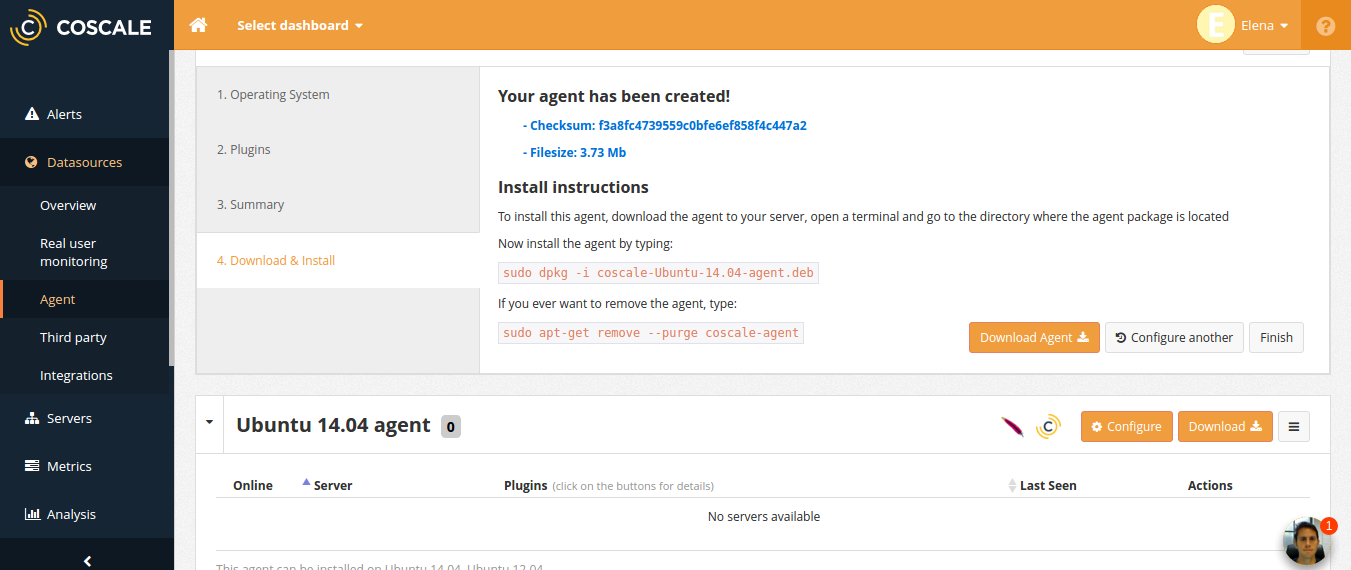 COSCALE
Select dashboard
E
Elena
?
Alerts
Datasources
Overview
Real user
monitoring
Agent
Third party
Integrations
Servers
Metrics
Analysis
1. Operating System
2. Plugins
3. Summary
4. Download & Install
Your agent has been created!
- Checksum: f3a8fc4739559c0bfe6ef858f4c447a2
- Filesize: 3.73 Mb
Install instructions
To install this agent, download the agent to your server, open a terminal and go to the directory where the agent package is located
Now install the agent by typing:
sudo dpkg -i coscale-Ubuntu-14.04-agent.deb
If you ever want to remove the agent, type:
sudo apt-get remove --purge coscale-agent
Download Agent
Configure another
Finish
Ubuntu 14.04 agent 0
Configure
Download
Online Server Plugins (click on the buttons for details) Last Seen Actions
No servers available
1
This agent can be installed on Ubuntu 14.04, Ubuntu 12.04